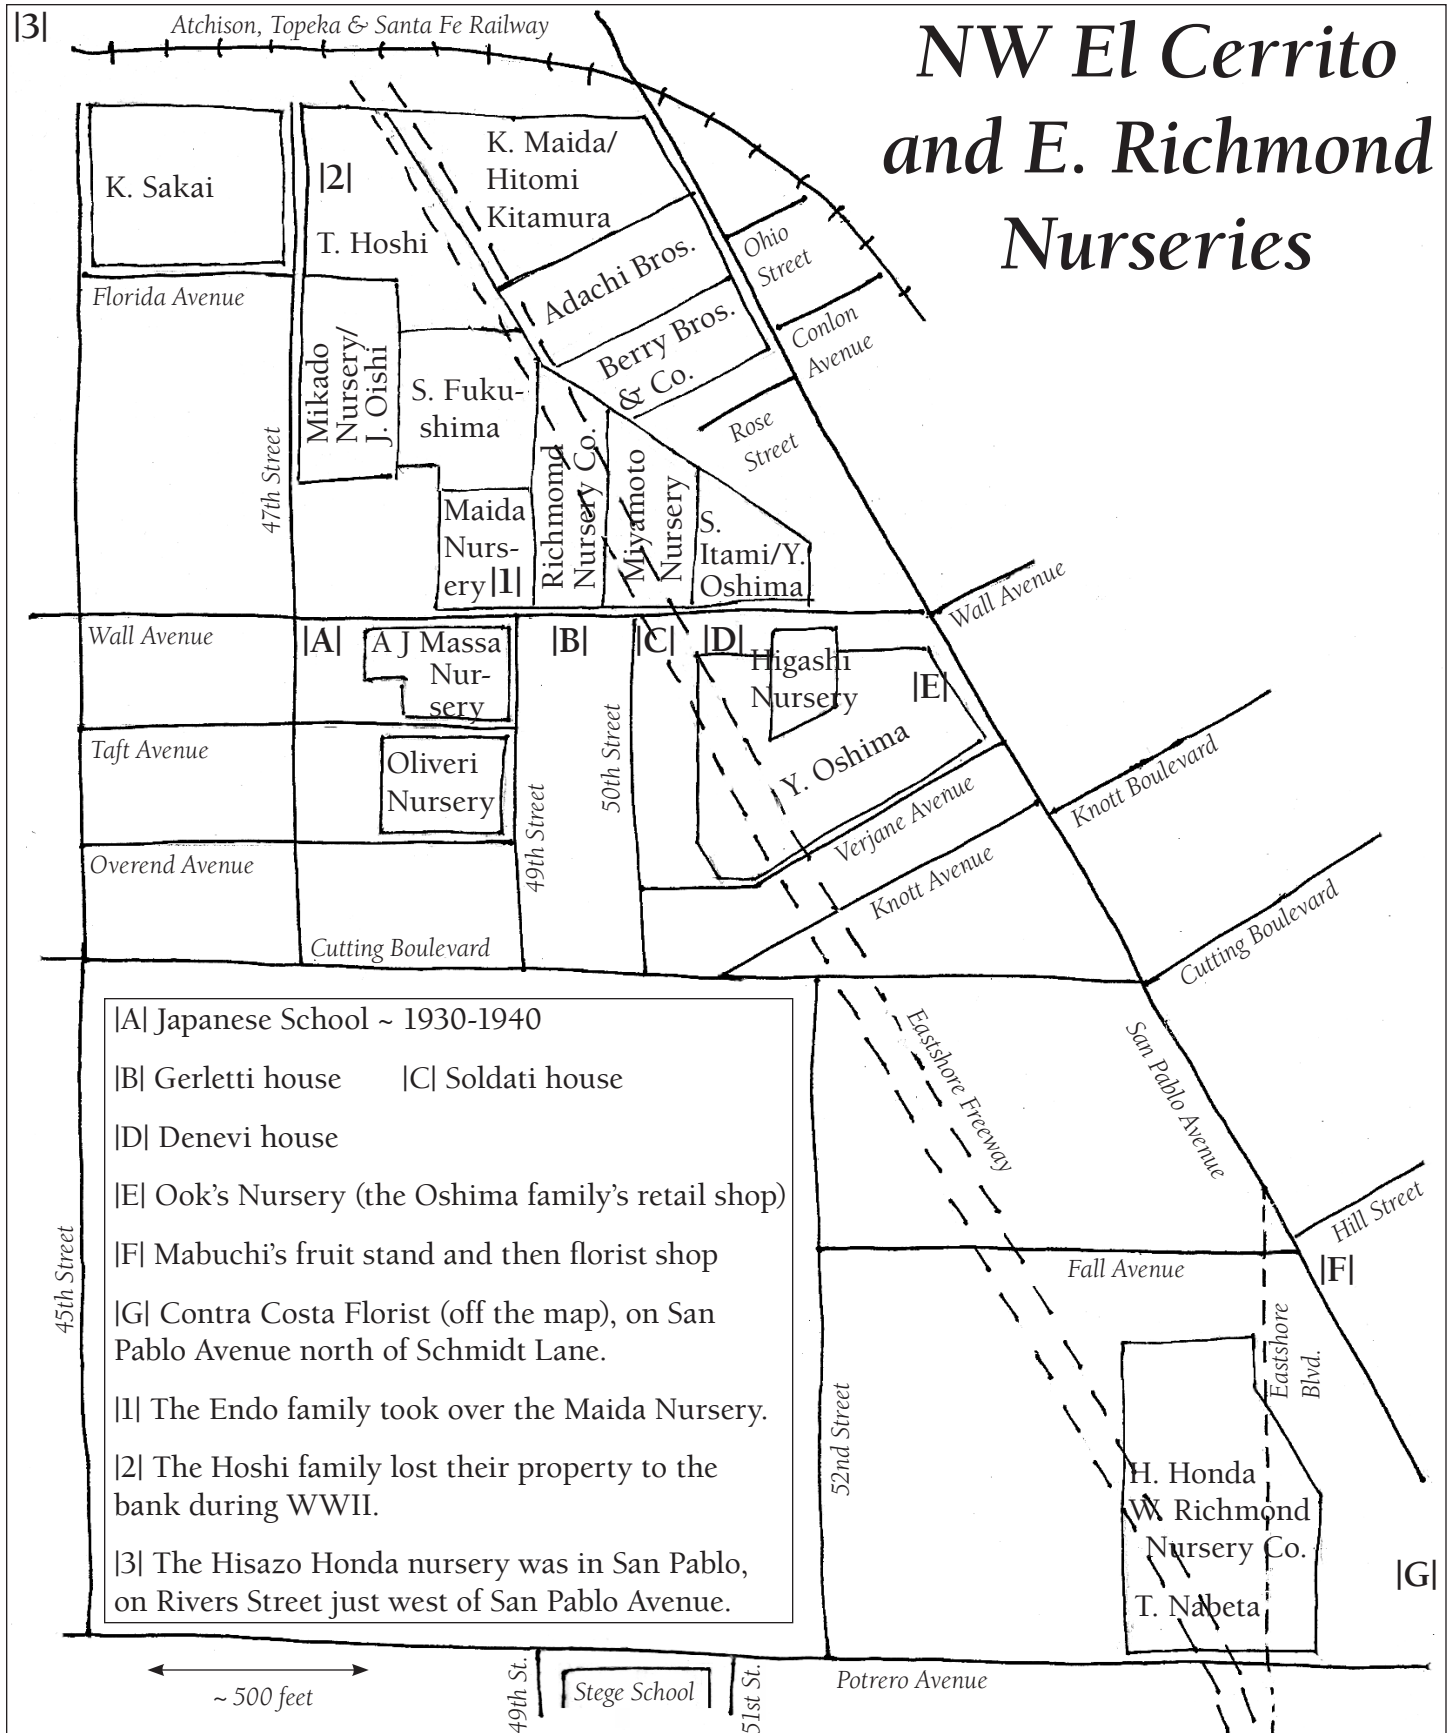 |3|
Atchison, Topeka & Santa Fe Railway
NW El Cerrito
and E. Richmond
Nurseries
K. Sakai
|2|
T. Hoshi
K. Maida/
Hitomi
Kitamura
Adachi Bros.
Berry Bros.
& Co.
Ohio
Street
Conlon
Avenue
Rose
Street
Florida Avenue
47th Street
Mikado
Nursery/
J. Oishi
S. Fuku-
shima
Maida
Nurs-
ery |1|
Richmomd
Nursery Co.
Miyamoto
Nursery
S.
Itami/Y.
Oshima
Wall Avenue
Wall Avenue
|A|
A J Massa
Nur-
sery
|B|
|C|
|D|
Higashi
Nursery
|E|
Y. Oshima
Taft Avenue
Oliveri
Nursery
49th Street
50th Street
Verjane Avenue
Knott Avenue
Knott Boulevard
Overend Avenue
Cutting Boulevard
Cutting Boulevard
|A| Japanese School ~ 1930-1940
|B| Gerletti house |C| Soldati house
|D| Denevi house
|E| Ook's Nursery (the Oshima family's retail shop)
|F| Mabuchi's fruit stand and then florist shop
|G| Contra Costa Florist (off the map), on San
Pablo Avenue north of Schmidt Lane.
|1| The Endo family took over the Maida Nursery.
|2| The Hoshi family lost their property to the
bank during WWII.
|3| The Hisazo Honda nursery was in San Pablo,
on Rivers Street just west of San Pablo Avenue.
45th Street
Eastshore Freeway
San Pablo Avenue
Hill Street
Fall Avenue
|F|
Eastshore
Blvd.
52nd Street
H. Honda
W. Richmond
Nursery Co.
T. Nabeta
|G|
~ 500 feet
49th St.
Stege School
51st St.
Potrero Avenue